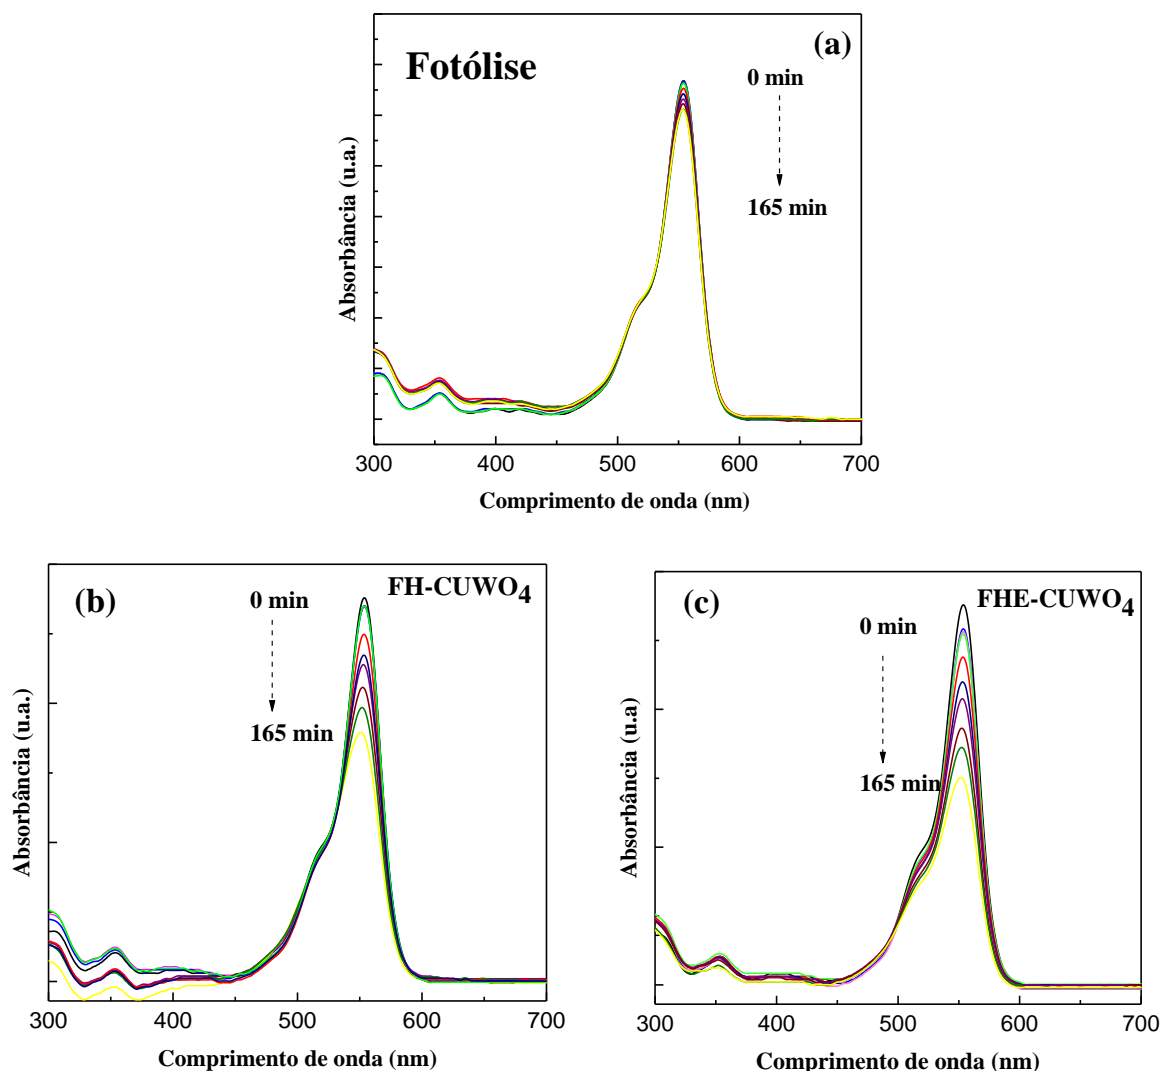 (a)
Fotólise
0 min
165 min
Absorbância (u.a.)
300 400 500 600 700
Comprimento de onda (nm)
(b)
FH-CUWO4
0 min
165 min
Absorbância (u.a.)
300 400 500 600 700
Comprimento de onda (nm)
(c)
FHE-CUWO4
0 min
165 min
Absorbância (u.a)
300 400 500 600 700
Comprimento de onda (nm)